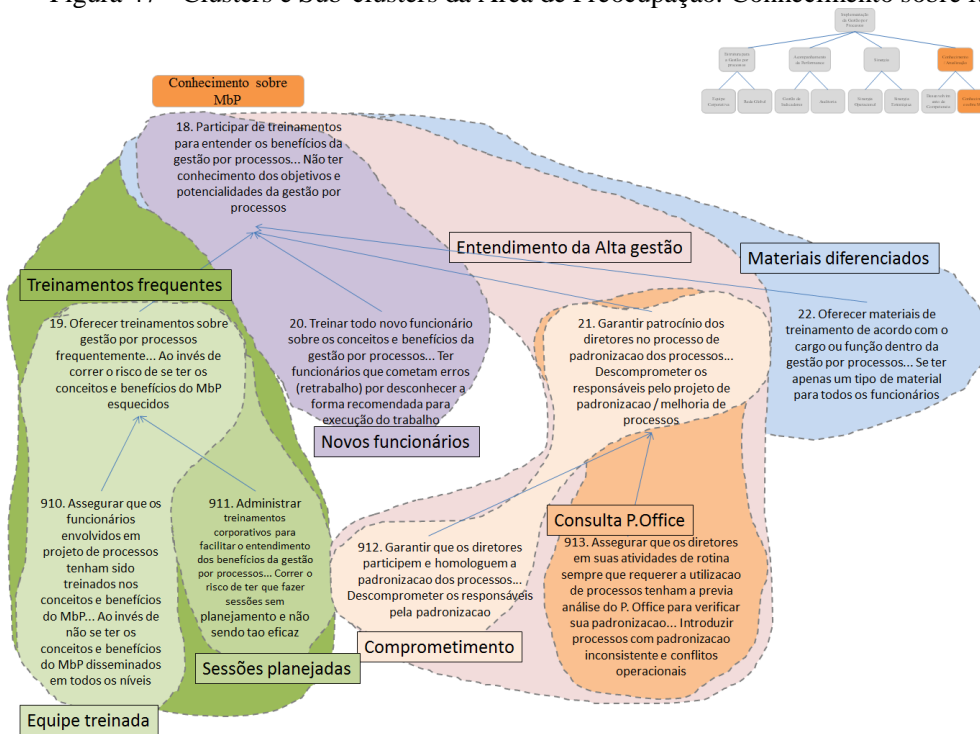 Figura 47 - Clusters e Sub-clusters da Área de Preocupação: Conhecimento sobre
Conhecimento sobre
MbP
18. Participar de treinamentos
para entender os benefícios da
gestão por processos... Não ter
conhecimento dos objetivos e
potencialidades da gestão por
processos
Entendimento da Alta gestão
Materiais diferenciados
Treinamentos frequentes
19. Oferecer treinamentos sobre
gestão por processos
frequentemente... Ao invés de
correr o risco de se ter os
conceitos e benefícios do MbP
esquecidos
20. Treinar todo novo funcionário
sobre os conceitos e benefícios da
gestão por processos... Ter
funcionários que cometam erros
(retrabalho) por desconhecer a
forma recomendada para
execução do trabalho
Novos funcionários
21. Garantir patrocínio dos
diretores no processo de
padronizacao dos processos...
Descomprometer os
responsáveis pelo projeto de
padronizacao / melhoria de
processos
22. Oferecer materiais de
treinamento de acordo com o
cargo ou função dentro da
gestão por processos... Se ter
apenas um tipo de material
para todos os funcionários
910. Assegurar que os
funcionários
envolvidos em
projeto de processos
tenham sido
treinados nos
conceitos e benefícios
do MbP... Ao invés de
não se ter os
conceitos e benefícios
do MbP disseminados
em todos os níveis
Equipe treinada
911. Administrar
treinamentos
corporativos para
facilitar o entendimento
dos benefícios da gestão
por processos... Correr o
risco de ter que fazer
sessões sem
planejamento e não
sendo tao eficaz
Sessões planejadas
912. Garantir que os diretores
participem e homologuem a
padronizacao dos processos...
Descomprometer os responsáveis
pela padronizacao
Comprometimento
Consulta P.Office
913. Assegurar que os diretores
em suas atividades de rotina
sempre que requerer a utilizacao
de processos tenham a previa
análise do P. Office para verificar
sua padronizacao... Introduzir
processos com padronizacao
inconsistente e conflitos
operacionais